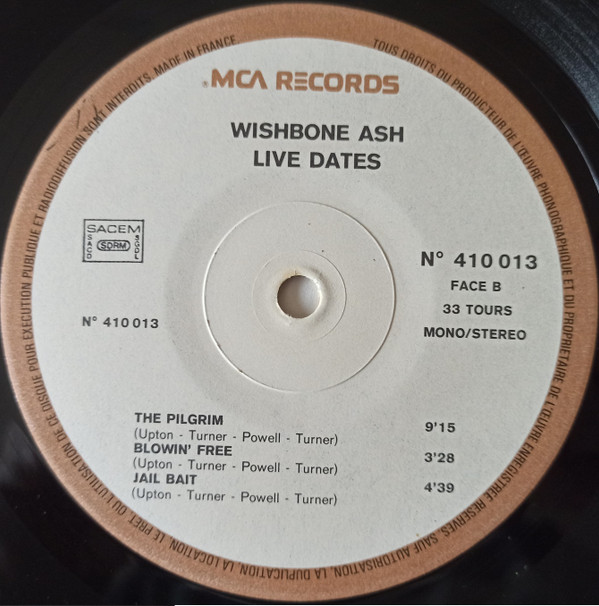 TOUS DROITS DU PRODUCTEUR DE L'ŒUVRE PHONOGRAPHIQUE ET DU PROPRIETAIRE DE L'ŒUVRE ENREGISTREE RESERVES. SAUF AUTORISATION, LA DUPLICATION, LA LOCATION, LE PRET OU L'UTILISATION DE CE DISQUE POUR EXECUTION PUBLIQUE ET RADIODIFFUSION SONT INTERDITS. MADE IN FRANCE.
MCA RECORDS
WISHBONE ASH
LIVE DATES
SACEM
SACD
SDRM
SGDL
N° 410 013
FACE B
33 TOURS
MONO/STEREO
N° 410 013
THE PILGRIM
(Upton - Turner - Powell - Turner)
9'15
BLOWIN' FREE
(Upton - Turner - Powell - Turner)
3'28
JAIL BAIT
(Upton - Turner - Powell - Turner)
4'39